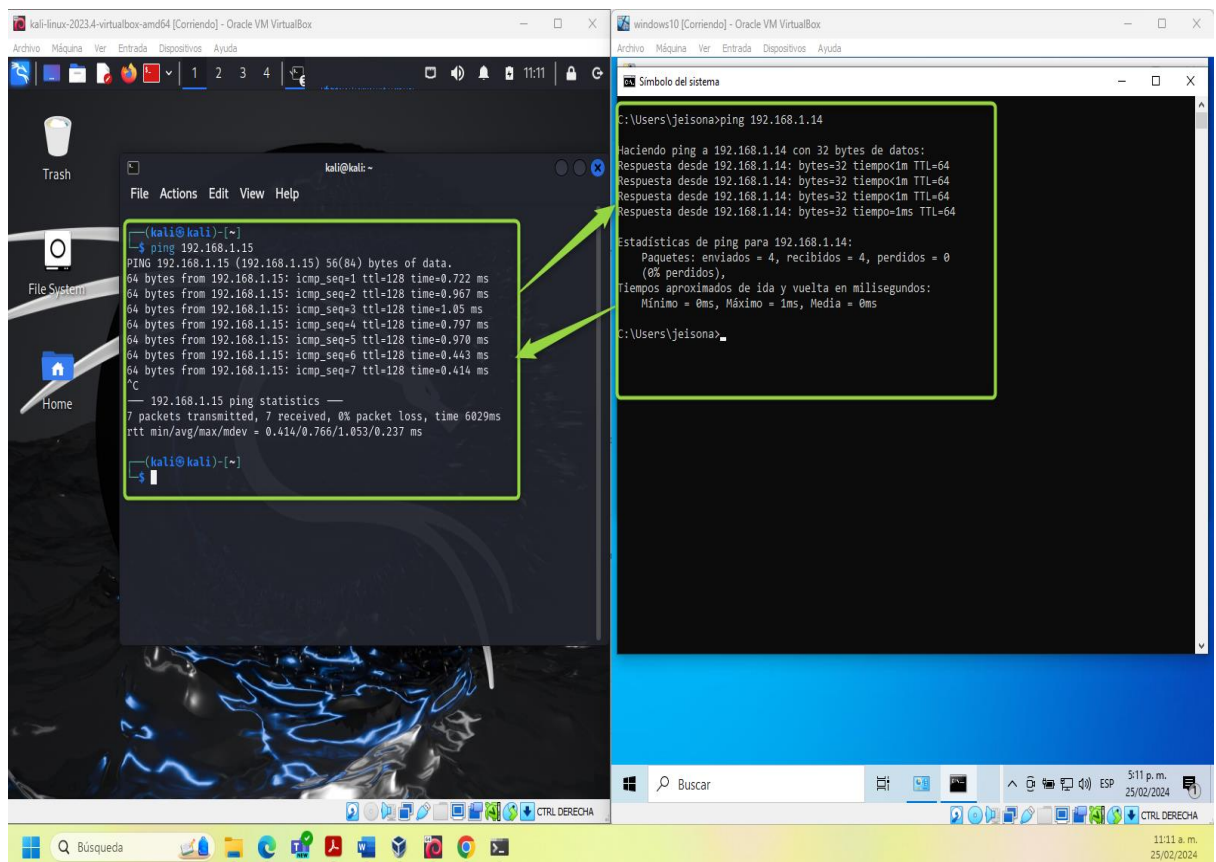 kali-linux-2023.4-virtualbox-amd64 [Corriendo] - Oracle VM VirtualBox
Archivo Máquina Ver Entrada Dispositivos Ayuda
1 2 3 4
11:11
Trash
File System
Home
kali@kali: ~
File Actions Edit View Help
(kali㉿kali)-[~]
$ ping 192.168.1.15
PING 192.168.1.15 (192.168.1.15) 56(84) bytes of data.
64 bytes from 192.168.1.15: icmp_seq=1 ttl=128 time=0.722 ms
64 bytes from 192.168.1.15: icmp_seq=2 ttl=128 time=0.967 ms
64 bytes from 192.168.1.15: icmp_seq=3 ttl=128 time=1.05 ms
64 bytes from 192.168.1.15: icmp_seq=4 ttl=128 time=0.797 ms
64 bytes from 192.168.1.15: icmp_seq=5 ttl=128 time=0.970 ms
64 bytes from 192.168.1.15: icmp_seq=6 ttl=128 time=0.443 ms
64 bytes from 192.168.1.15: icmp_seq=7 ttl=128 time=0.414 ms
^C
— 192.168.1.15 ping statistics —
7 packets transmitted, 7 received, 0% packet loss, time 6029ms
rtt min/avg/max/mdev = 0.414/0.766/1.053/0.237 ms
(kali㉿kali)-[~]
$
CTRL DERECHA
windows10 [Corriendo] - Oracle VM VirtualBox
Archivo Máquina Ver Entrada Dispositivos Ayuda
Símbolo del sistema
C:\Users\jeisona>ping 192.168.1.14
Haciendo ping a 192.168.1.14 con 32 bytes de datos:
Respuesta desde 192.168.1.14: bytes=32 tiempo<1m TTL=64
Respuesta desde 192.168.1.14: bytes=32 tiempo<1m TTL=64
Respuesta desde 192.168.1.14: bytes=32 tiempo<1m TTL=64
Respuesta desde 192.168.1.14: bytes=32 tiempo=1ms TTL=64
Estadísticas de ping para 192.168.1.14:
Paquetes: enviados = 4, recibidos = 4, perdidos = 0
(0% perdidos),
Tiempos aproximados de ida y vuelta en milisegundos:
Mínimo = 0ms, Máximo = 1ms, Media = 0ms
C:\Users\jeisona>
Buscar
ESP
5:11 p. m.
25/02/2024
1
CTRL DERECHA
Búsqueda
NEW
11:11 a. m.
25/02/2024